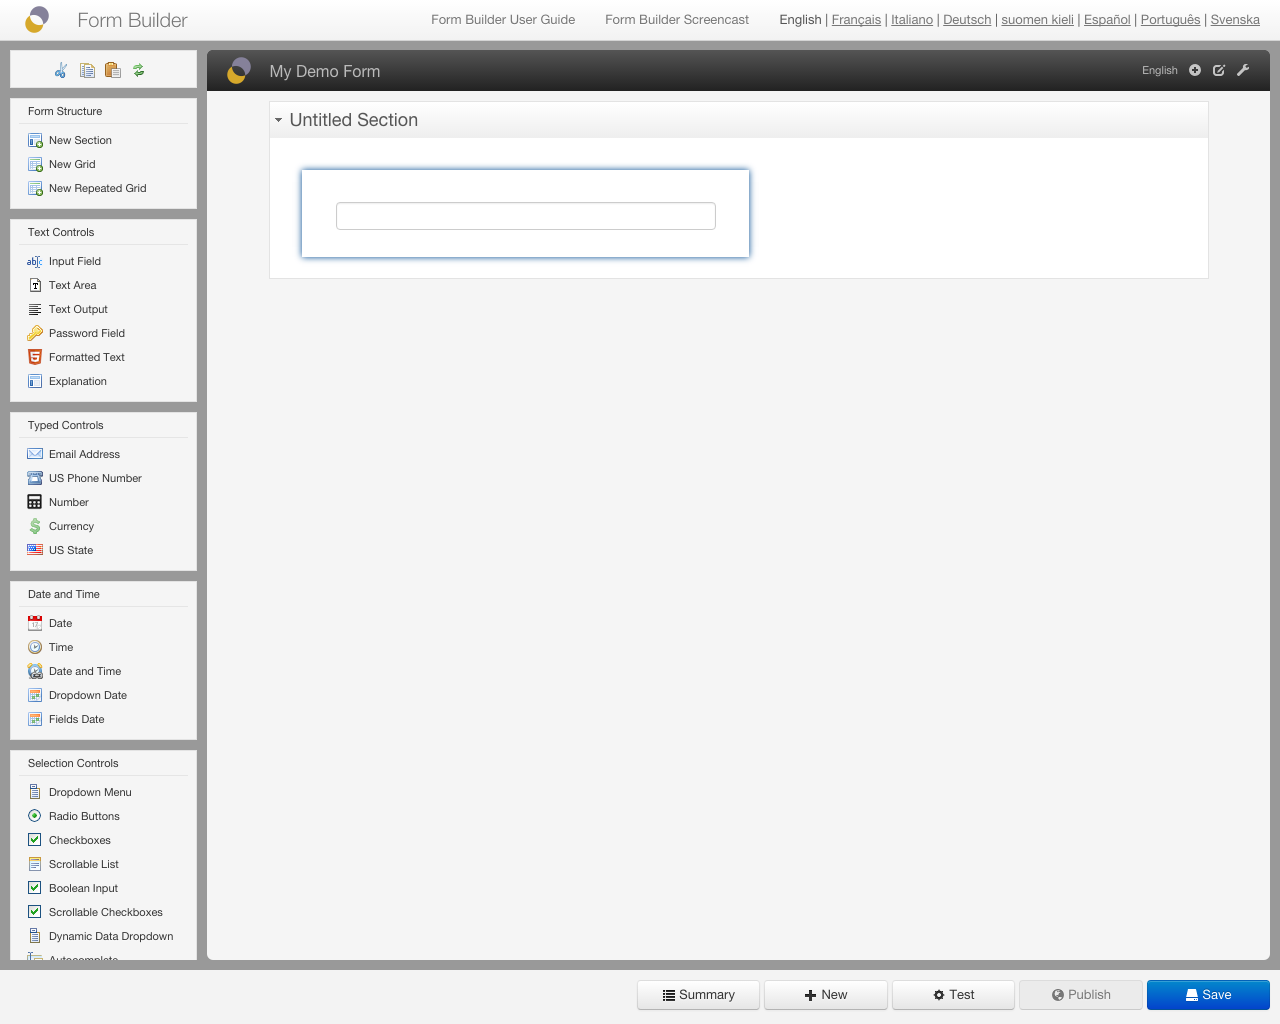 Form Builder
Form Builder User Guide
Form Builder Screencast
English | Français | Italiano | Deutsch | suomen kieli | Español | Português | Svenska
Form Structure
New Section
New Grid
New Repeated Grid
Text Controls
Input Field
Text Area
Text Output
Password Field
Formatted Text
Explanation
Typed Controls
Email Address
US Phone Number
Number
Currency
US State
Date and Time
Date
Time
Date and Time
Dropdown Date
Fields Date
Selection Controls
Dropdown Menu
Radio Buttons
Checkboxes
Scrollable List
Boolean Input
Scrollable Checkboxes
Dynamic Data Dropdown
Autocomplete
My Demo Form
English
Untitled Section
Summary
New
Test
Publish
Save